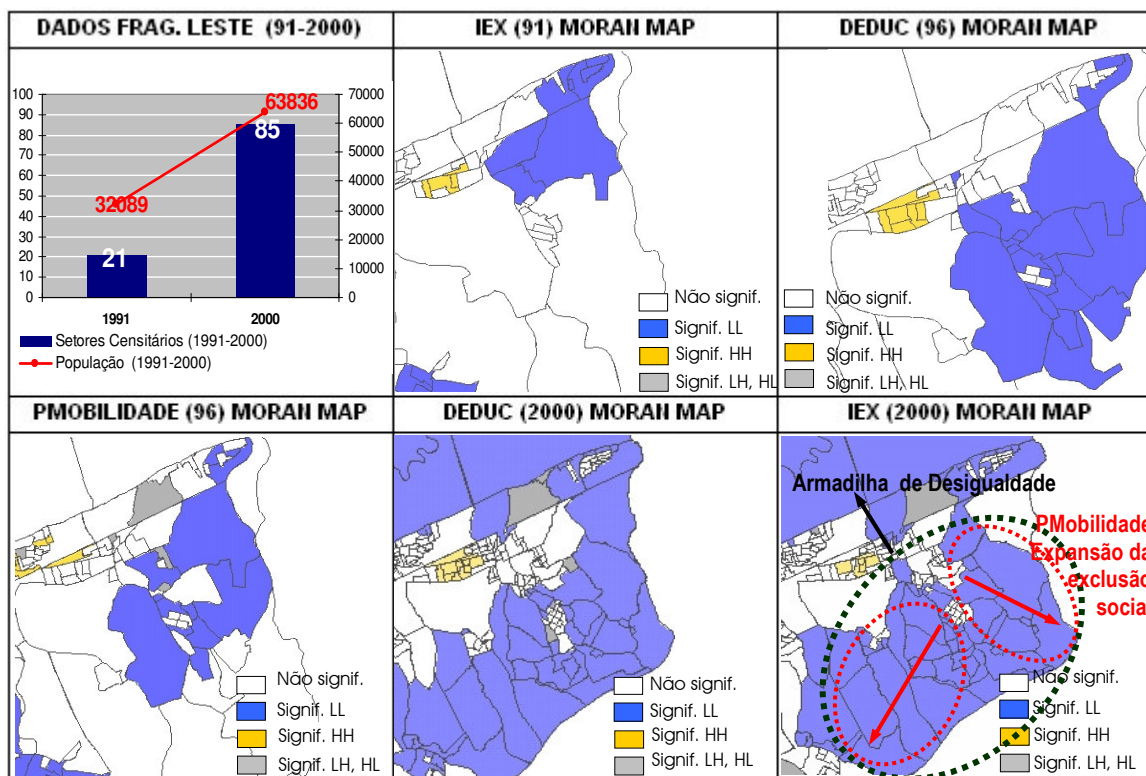 DADOS FRAG. LESTE (91-2000)
IEX (91) MORAN MAP
DEDUC (96) MORAN MAP
100
90
80
70
60
50
40
30
20
10
0
70000
60000
50000
40000
30000
20000
10000
0
63836
85
32089
21
1991
2000
Setores Censitários (1991-2000)
População (1991-2000)
Não signif.
Signif. LL
Signif. HH
Signif. LH, HL
Não signif.
Signif. LL
Signif. HH
Signif. LH, HL
PMOBILIDADE (96) MORAN MAP
DEDUC (2000) MORAN MAP
IEX (2000) MORAN MAP
Não signif.
Signif. LL
Signif. HH
Signif. LH, HL
Não signif.
Signif. LL
Signif. HH
Signif. LH, HL
Armadilha de Desigualdade
PMobilidade
Expansão da
exclusão
social
Não signif.
Signif. LL
Signif. HH
Signif. LH, HL